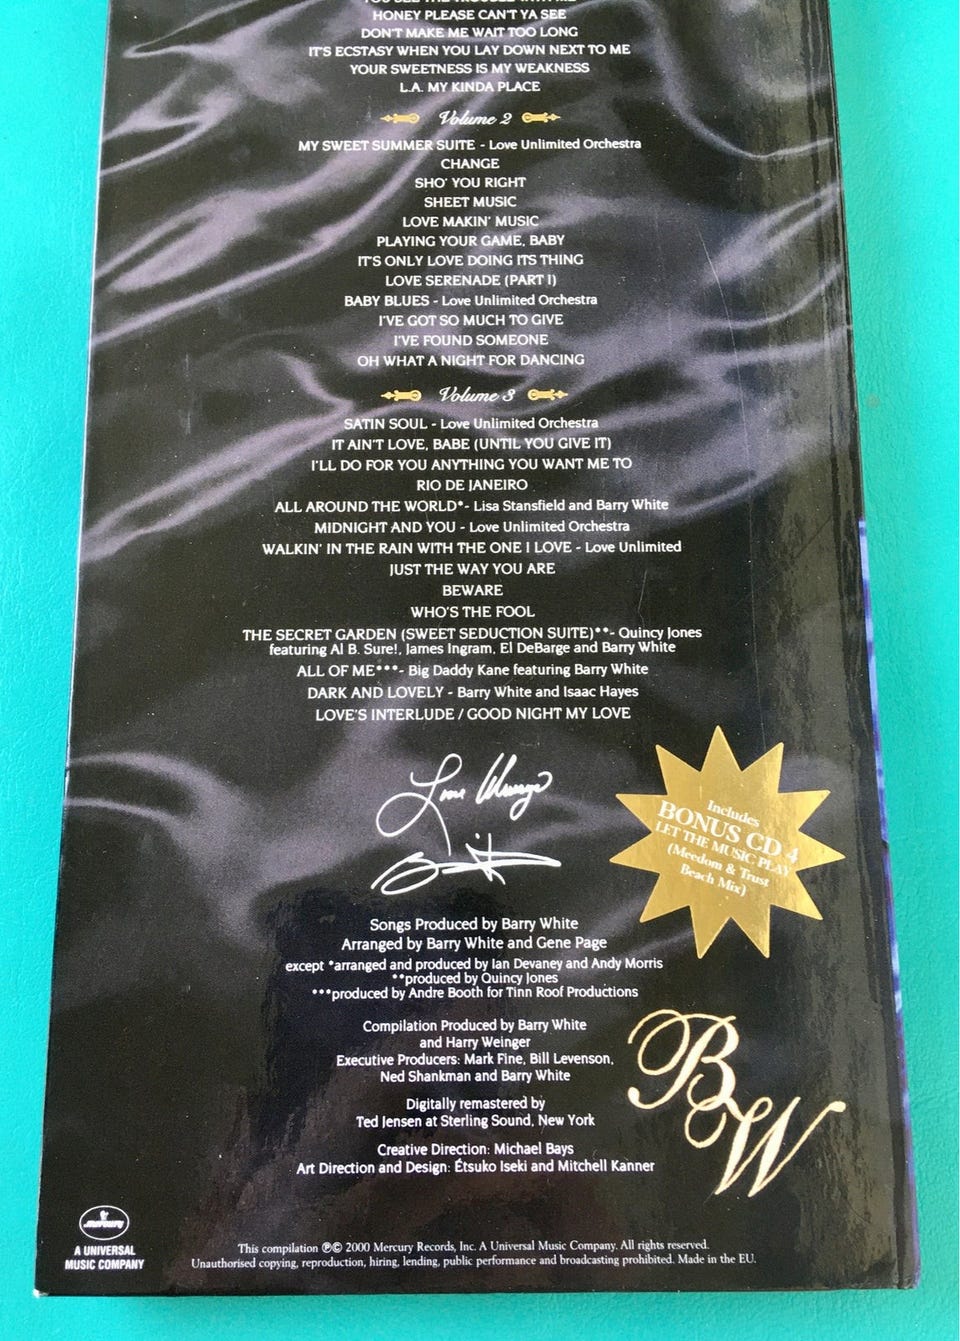 YOU SEE THE TROUBLE WITH ME
HONEY PLEASE CAN'T YA SEE
DON'T MAKE ME WAIT TOO LONG
IT'S ECSTASY WHEN YOU LAY DOWN NEXT TO ME
YOUR SWEETNESS IS MY WEAKNESS
L.A. MY KINDA PLACE
Volume 2
MY SWEET SUMMER SUITE - Love Unlimited Orchestra
CHANGE
SHO' YOU RIGHT
SHEET MUSIC
LOVE MAKIN' MUSIC
PLAYING YOUR GAME, BABY
IT'S ONLY LOVE DOING ITS THING
LOVE SERENADE (PART I)
BABY BLUES - Love Unlimited Orchestra
I'VE GOT SO MUCH TO GIVE
I'VE FOUND SOMEONE
OH WHAT A NIGHT FOR DANCING
Volume 3
SATIN SOUL - Love Unlimited Orchestra
IT AIN'T LOVE, BABE (UNTIL YOU GIVE IT)
I'LL DO FOR YOU ANYTHING YOU WANT ME TO
RIO DE JANEIRO
ALL AROUND THE WORLD*- Lisa Stansfield and Barry White
MIDNIGHT AND YOU - Love Unlimited Orchestra
WALKIN' IN THE RAIN WITH THE ONE I LOVE - Love Unlimited
JUST THE WAY YOU ARE
BEWARE
WHO'S THE FOOL
THE SECRET GARDEN (SWEET SEDUCTION SUITE)**- Quincy Jones
featuring Al B. Sure!, James Ingram, El DeBarge and Barry White
ALL OF ME***- Big Daddy Kane featuring Barry White
DARK AND LOVELY - Barry White and Isaac Hayes
LOVE'S INTERLUDE / GOOD NIGHT MY LOVE
Includes
BONUS CD 4
LET THE MUSIC PLAY
(Meedom & Trust
Beach Mix)
Songs Produced by Barry White
Arranged by Barry White and Gene Page
except *arranged and produced by Ian Devaney and Andy Morris
**produced by Quincy Jones
***produced by Andre Booth for Tinn Roof Productions
Compilation Produced by Barry White
and Harry Weinger
Executive Producers: Mark Fine, Bill Levenson,
Ned Shankman and Barry White
Digitally remastered by
Ted Jensen at Sterling Sound, New York
Creative Direction: Michael Bays
Art Direction and Design: Étsuko Iseki and Mitchell Kanner
BW
mercury
A UNIVERSAL
MUSIC COMPANY
This compilation ℗© 2000 Mercury Records, Inc. A Universal Music Company. All rights reserved.
Unauthorised copying, reproduction, hiring, lending, public performance and broadcasting prohibited. Made in the EU.